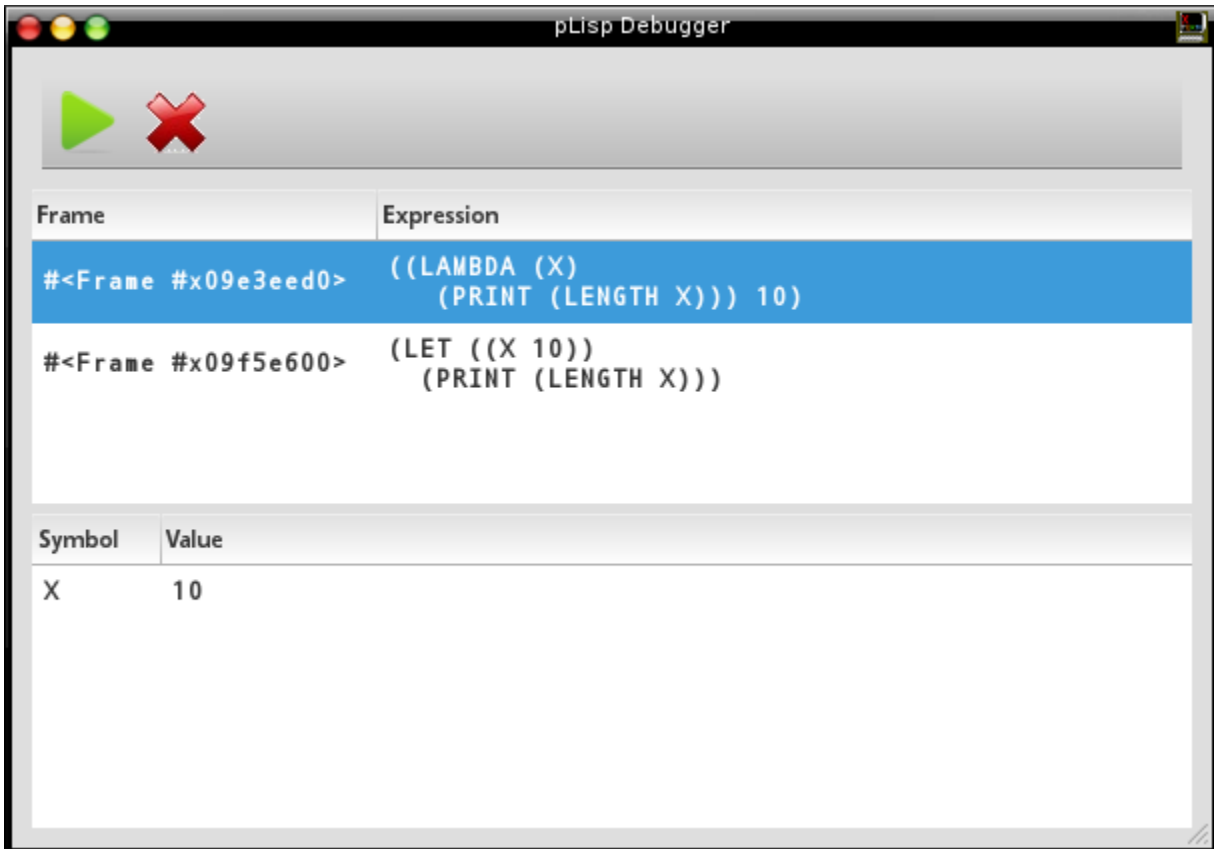 pLisp Debugger
Frame Expression
#<Frame #x09e3eed0> ((LAMBDA (X)
(PRINT (LENGTH X))) 10)
#<Frame #x09f5e600> (LET ((X 10))
(PRINT (LENGTH X)))
Symbol Value
X 10